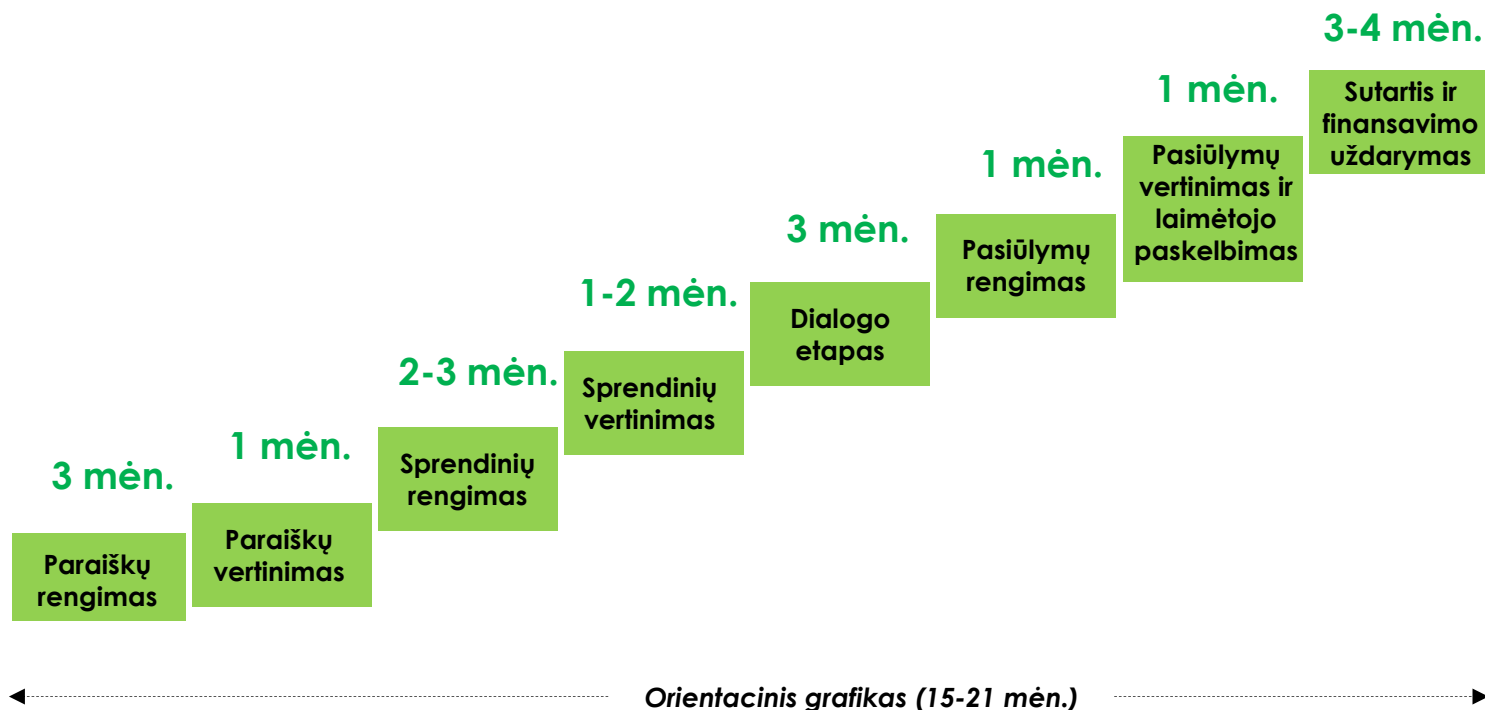 3 mėn.
Paraiškų
rengimas
1 mėn.
Paraiškų
vertinimas
2-3 mėn.
Sprendinių
rengimas
1-2 mėn.
Sprendinių
vertinimas
3 mėn.
Dialogo
etapas
1 mėn.
Pasiūlymų
rengimas
1 mėn.
Pasiūlymų
vertinimas ir
laimėtojo
paskelbimas
3-4 mėn.
Sutartis ir
finansavimo
uždarymas
Orientacinis grafikas (15-21 mėn.)